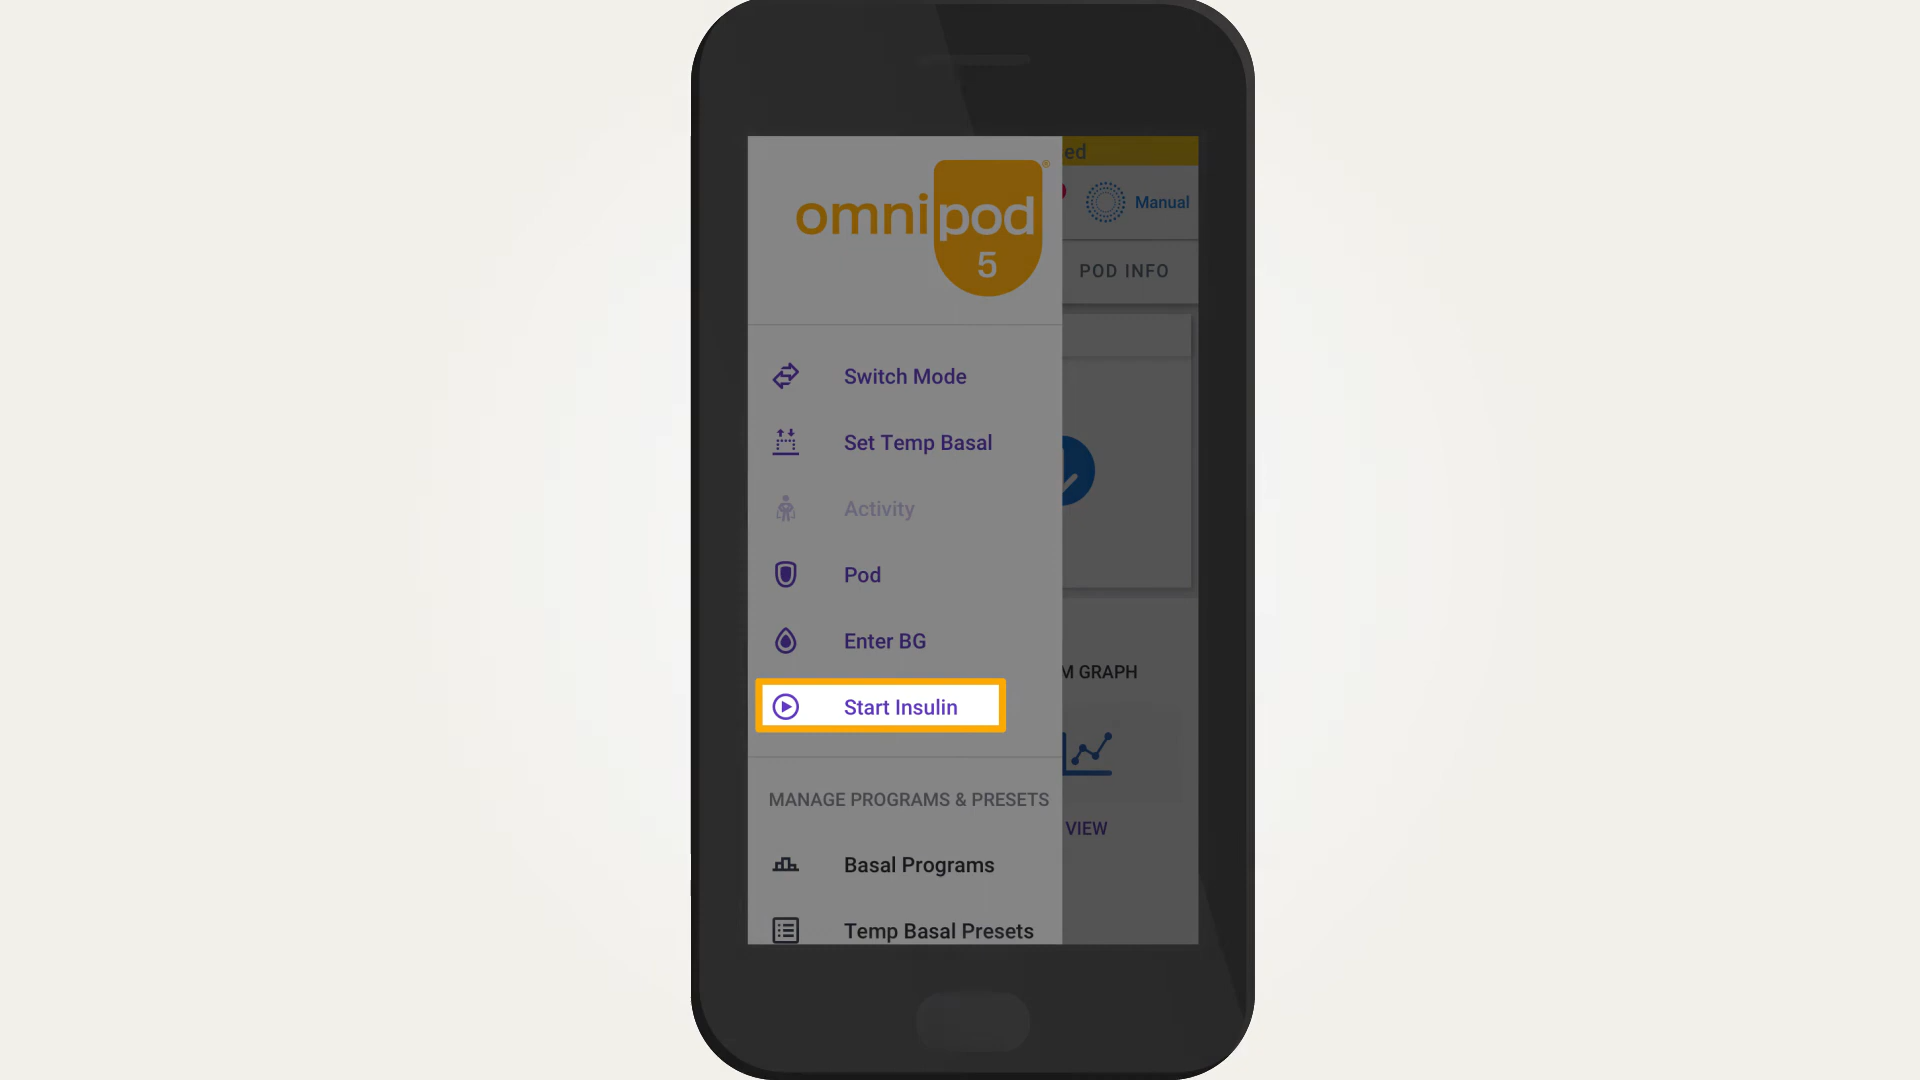 omnipod®
5
ed
Manual
POD INFO
Switch Mode
Set Temp Basal
Activity
Pod
Enter BG
Start Insulin
M GRAPH
VIEW
MANAGE PROGRAMS & PRESETS
Basal Programs
Temp Basal Presets